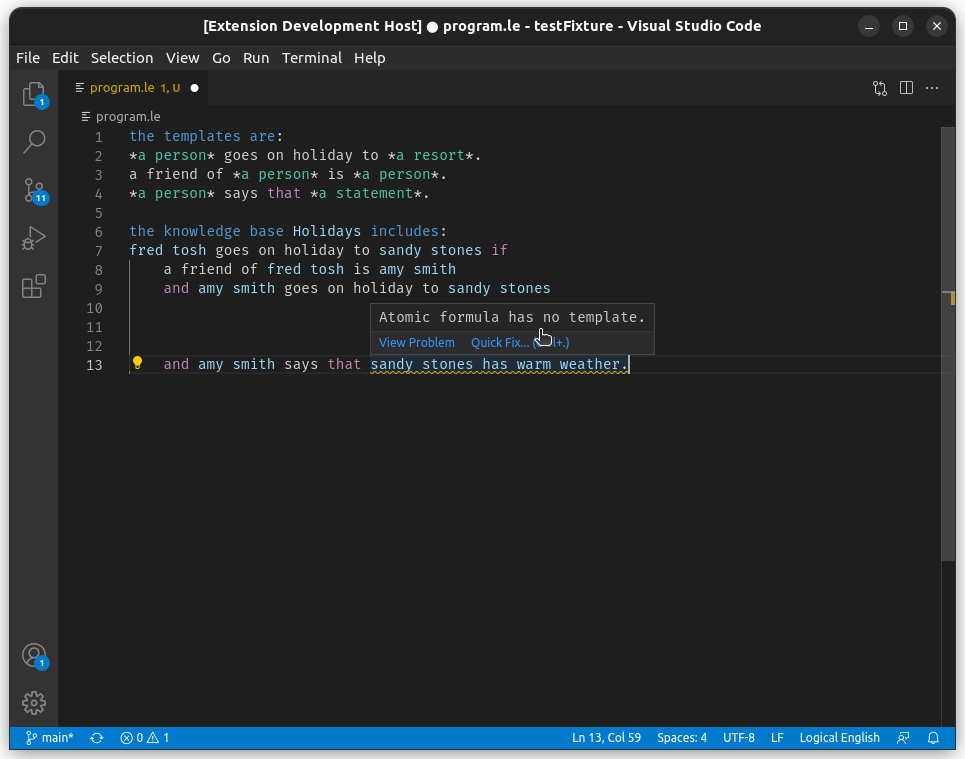 [Extension Development Host] ● program.le - testFixture - Visual Studio Code
File Edit Selection View Go Run Terminal Help
program.le 1, U ●
program.le
1 the templates are:
2 *a person* goes on holiday to *a resort*.
3 a friend of *a person* is *a person*.
4 *a person* says that *a statement*.
5
6 the knowledge base Holidays includes:
7 fred tosh goes on holiday to sandy stones if
8 a friend of fred tosh is amy smith
9 and amy smith goes on holiday to sandy stones
10
Atomic formula has no template.
11
View Problem Quick Fix...
12
13 and amy smith says that sandy stones has warm weather.
1
11
1
main* 0 1 Ln 13, Col 59 Spaces: 4 UTF-8 LF Logical English